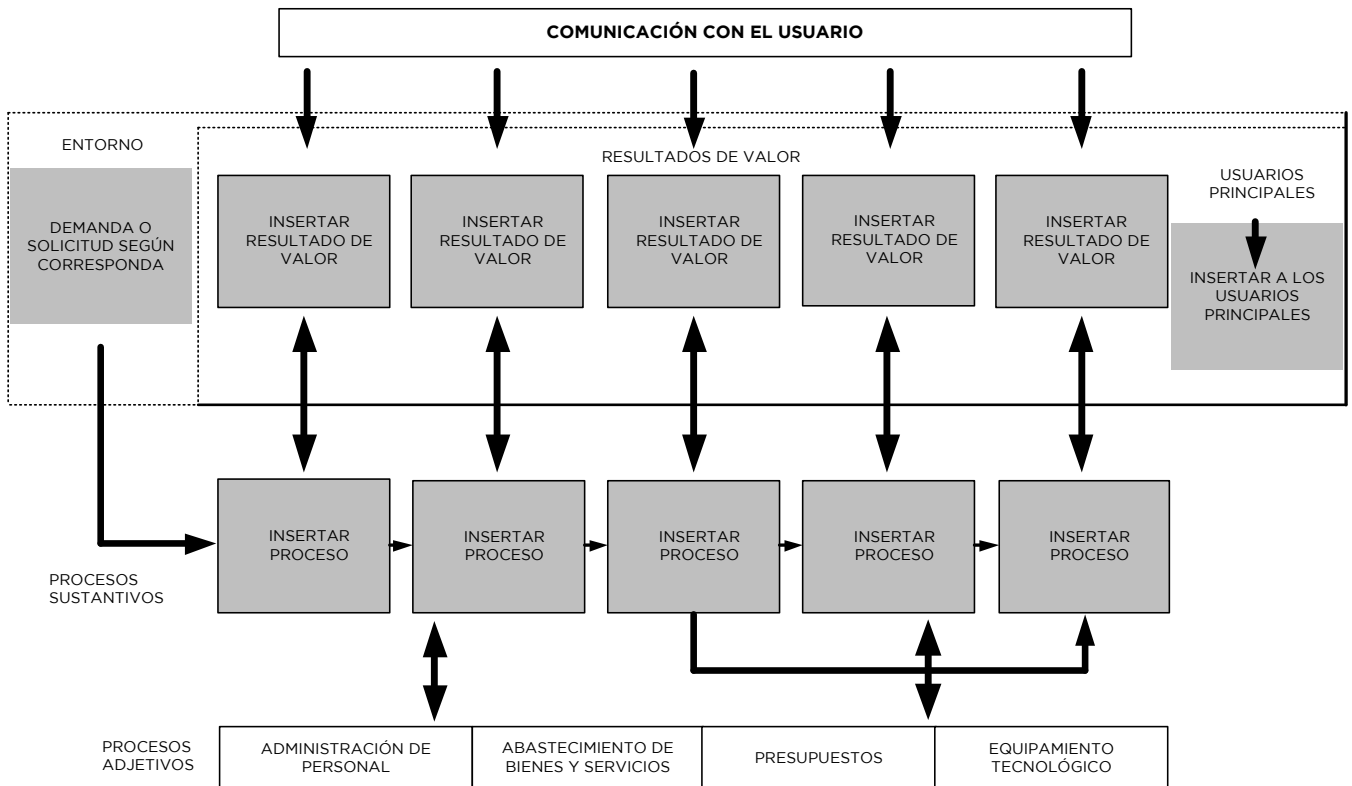 COMUNICACIÓN CON EL USUARIO
ENTORNO
DEMANDA O
SOLICITUD SEGÚN
CORRESPONDA
RESULTADOS DE VALOR
INSERTAR
RESULTADO DE
VALOR
INSERTAR
RESULTADO DE
VALOR
INSERTAR
RESULTADO DE
VALOR
INSERTAR
RESULTADO DE
VALOR
INSERTAR
RESULTADO DE
VALOR
USUARIOS
PRINCIPALES
INSERTAR A LOS
USUARIOS
PRINCIPALES
PROCESOS
SUSTANTIVOS
INSERTAR
PROCESO
INSERTAR
PROCESO
INSERTAR
PROCESO
INSERTAR
PROCESO
INSERTAR
PROCESO
PROCESOS
ADJETIVOS
ADMINISTRACIÓN DE
PERSONAL
ABASTECIMIENTO DE
BIENES Y SERVICIOS
PRESUPUESTOS
EQUIPAMIENTO
TECNOLÓGICO